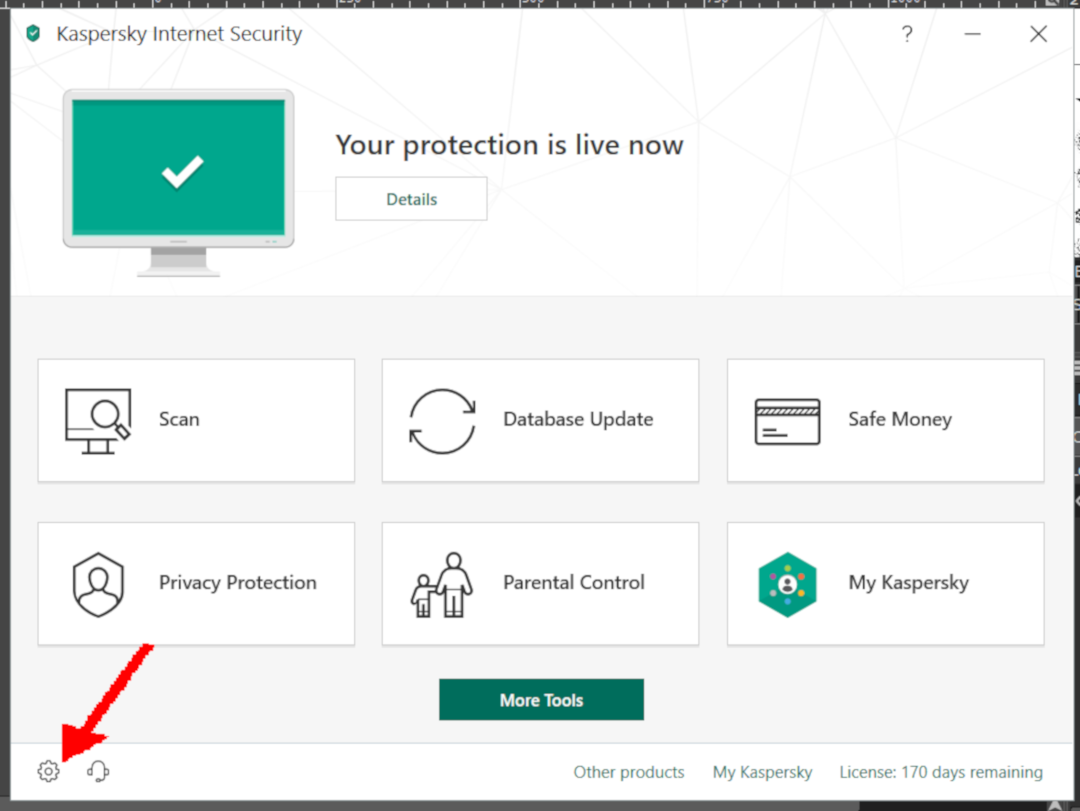 Kaspersky Internet Security
?
Your protection is live now
Details
Scan
Database Update
Safe Money
Privacy Protection
Parental Control
My Kaspersky
More Tools
Other products
My Kaspersky
License: 170 days remaining